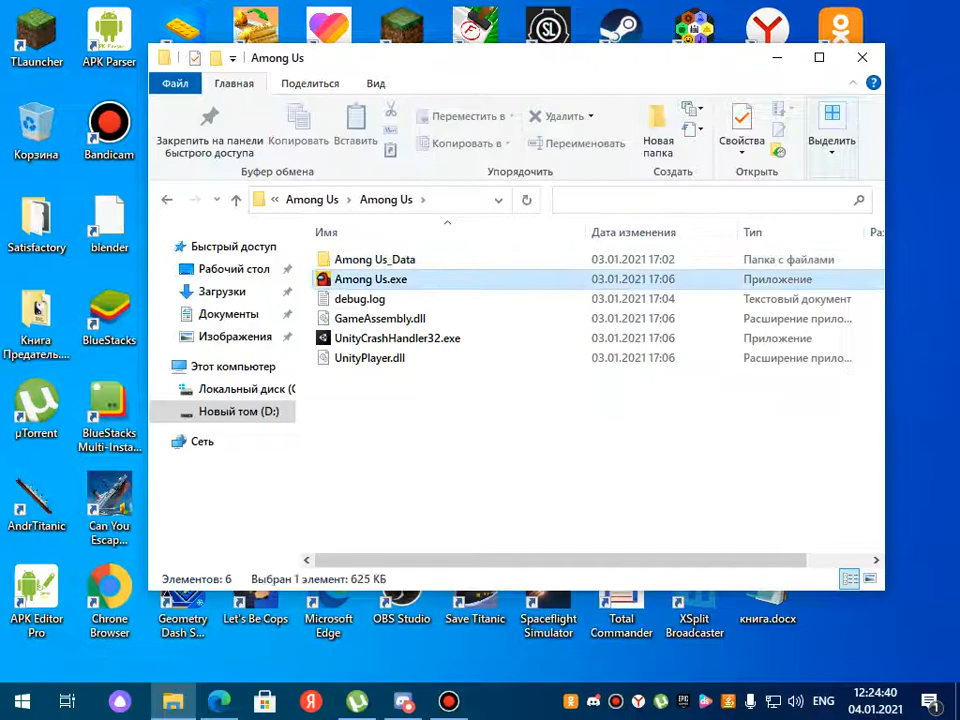 TLauncher
APK Parser
Among Us
Файл
Главная
Поделиться
Вид
Закрепить на панели
быстрого доступа
Копировать
Вставить
Переместить в
Копировать в
Удалить
Переименовать
Новая
папка
Свойства
Выделить
Буфер обмена
Упорядочить
Создать
Открыть
Among Us
Among Us
Имя
Дата изменения
Тип
Раз
Among Us_Data
03.01.2021 17:02
Папка с файлами
Among Us.exe
03.01.2021 17:06
Приложение
debug.log
03.01.2021 17:04
Текстовый документ
GameAssembly.dll
03.01.2021 17:06
Расширение прило...
UnityCrashHandler32.exe
03.01.2021 17:06
Приложение
UnityPlayer.dll
03.01.2021 17:06
Расширение прило...
Быстрый доступ
Рабочий стол
Загрузки
Документы
Изображения
Этот компьютер
Локальный диск (C
Новый том (D:)
Сеть
Элементов: 6
Выбран 1 элемент: 625 КБ
Корзина
Bandicam
Satisfactory
blender
Книга
Предатель....
BlueStacks
µTorrent
BlueStacks
Multi-Insta...
AndrTitanic
Can You
Escap...
APK Editor
Pro
Chrone
Browser
Geometry
Dash S...
Let's Be Cops
Microsoft
Edge
OBS Studio
Save Titanic
Spaceflight
Simulator
Total
Commander
XSplit
Broadcaster
книга.docx
ENG
12:24:40
04.01.2021
1